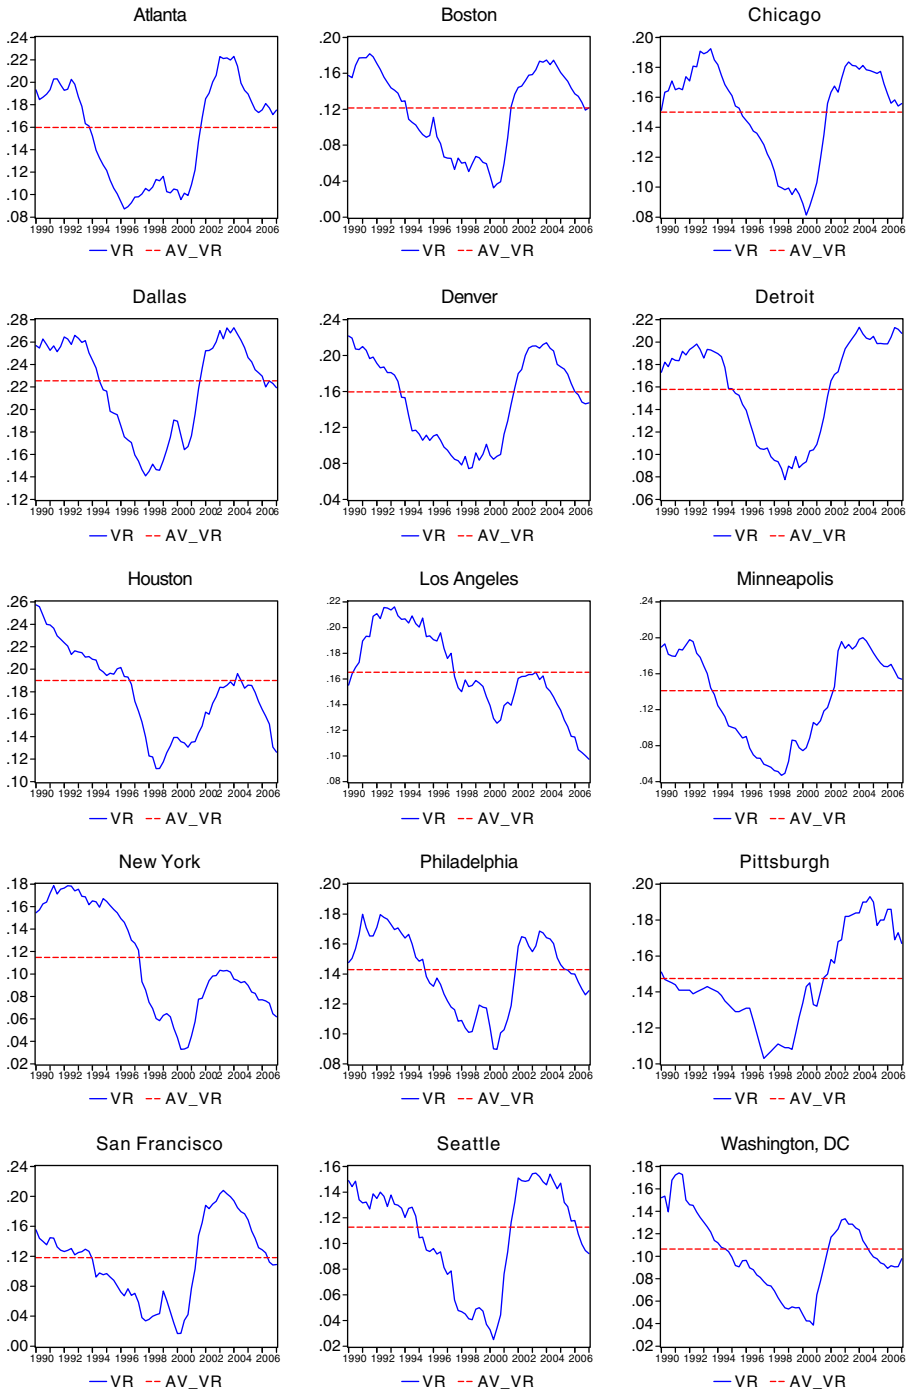 Atlanta
.24
.22
.20
.18
.16
.14
.12
.10
.08
1990 1992 1994 1996 1998 2000 2002 2004 2006
VR AV_VR
Boston
.20
.16
.12
.08
.04
.00
1990 1992 1994 1996 1998 2000 2002 2004 2006
VR AV_VR
Chicago
.20
.18
.16
.14
.12
.10
.08
1990 1992 1994 1996 1998 2000 2002 2004 2006
VR AV_VR
Dallas
.28
.26
.24
.22
.20
.18
.16
.14
.12
1990 1992 1994 1996 1998 2000 2002 2004 2006
VR AV_VR
Denver
.24
.20
.16
.12
.08
.04
1990 1992 1994 1996 1998 2000 2002 2004 2006
VR AV_VR
Detroit
.22
.20
.18
.16
.14
.12
.10
.08
.06
1990 1992 1994 1996 1998 2000 2002 2004 2006
VR AV_VR
Houston
.26
.24
.22
.20
.18
.16
.14
.12
.10
1990 1992 1994 1996 1998 2000 2002 2004 2006
VR AV_VR
Los Angeles
.22
.20
.18
.16
.14
.12
.10
.08
1990 1992 1994 1996 1998 2000 2002 2004 2006
VR AV_VR
Minneapolis
.24
.20
.16
.12
.08
.04
1990 1992 1994 1996 1998 2000 2002 2004 2006
VR AV_VR
New York
.18
.16
.14
.12
.10
.08
.06
.04
.02
1990 1992 1994 1996 1998 2000 2002 2004 2006
VR AV_VR
Philadelphia
.20
.18
.16
.14
.12
.10
.08
1990 1992 1994 1996 1998 2000 2002 2004 2006
VR AV_VR
Pittsburgh
.20
.18
.16
.14
.12
.10
1990 1992 1994 1996 1998 2000 2002 2004 2006
VR AV_VR
San Francisco
.24
.20
.16
.12
.08
.04
.00
1990 1992 1994 1996 1998 2000 2002 2004 2006
VR AV_VR
Seattle
.16
.14
.12
.10
.08
.06
.04
.02
1990 1992 1994 1996 1998 2000 2002 2004 2006
VR AV_VR
Washington, DC
.18
.16
.14
.12
.10
.08
.06
.04
.02
1990 1992 1994 1996 1998 2000 2002 2004 2006
VR AV_VR